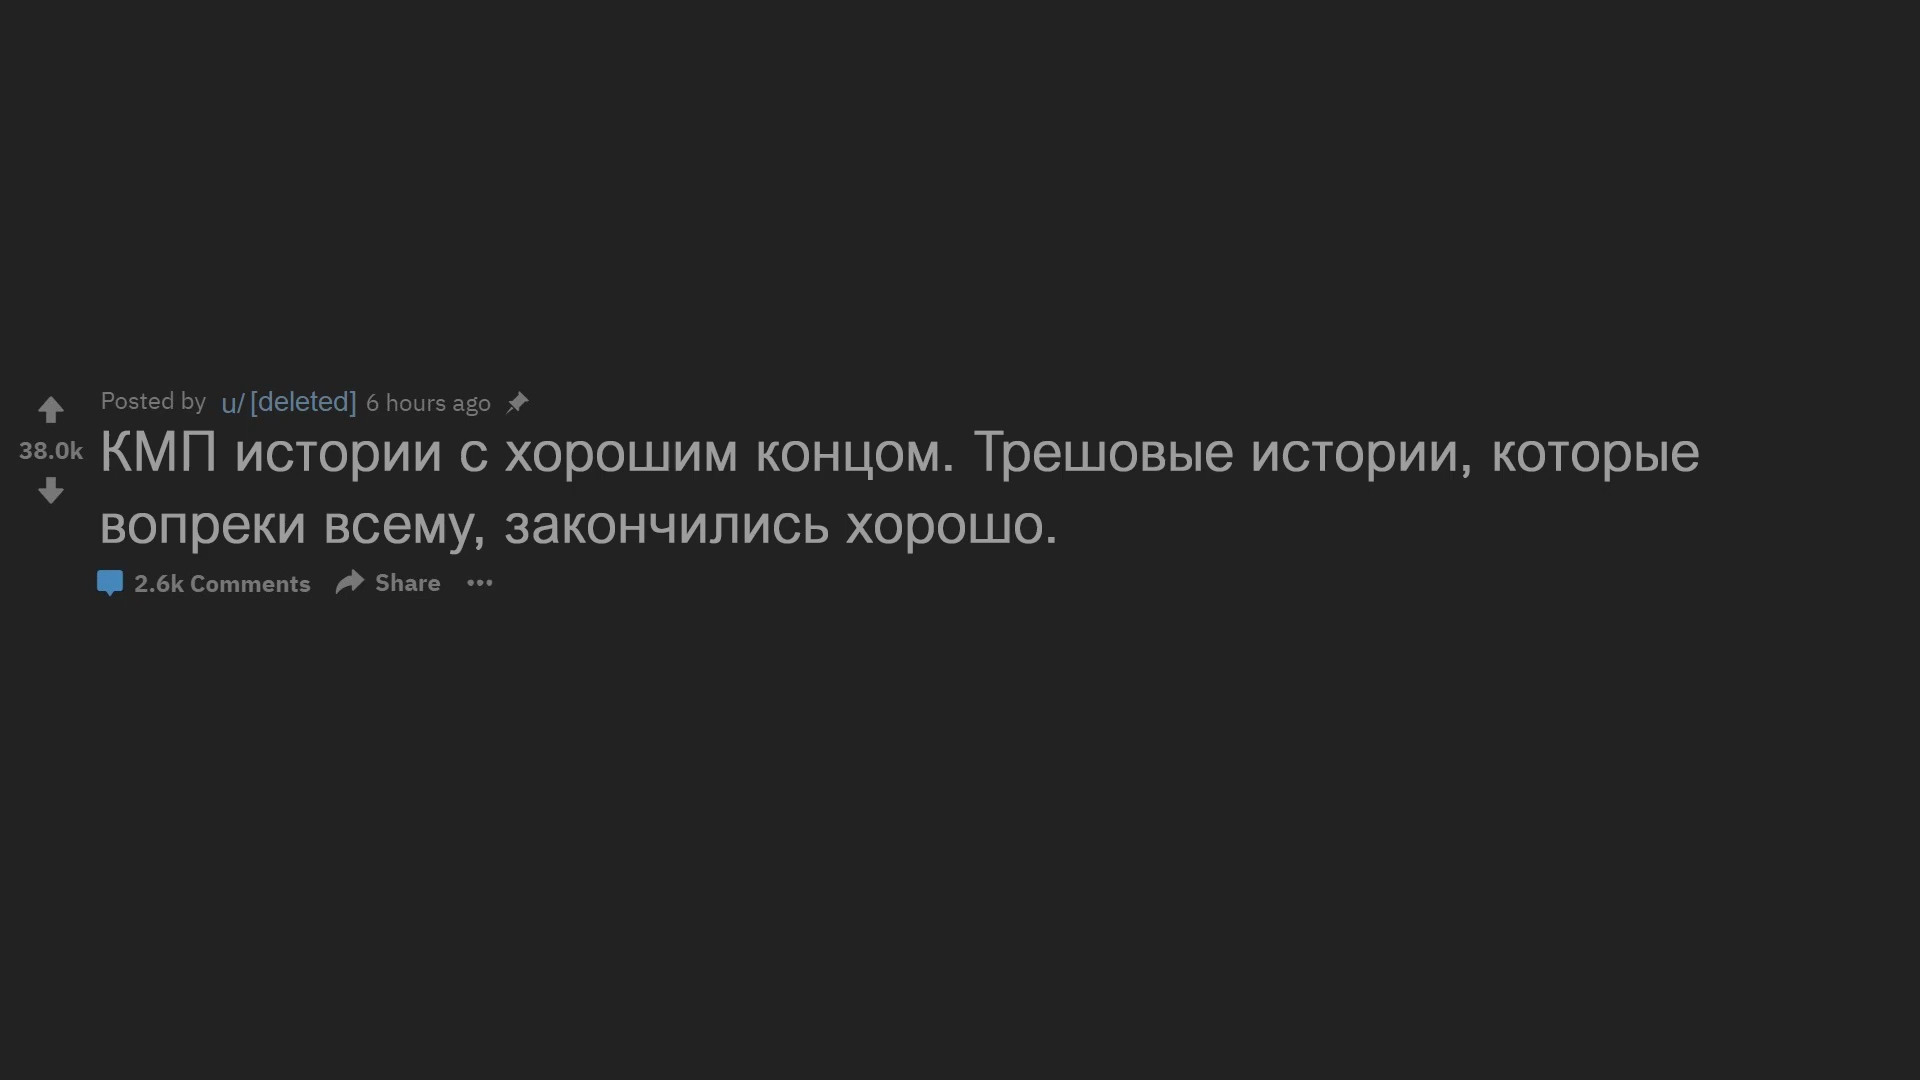 Posted by u/[deleted] 6 hours ago
38.0k
КМП истории с хорошим концом. Трешовые истории, которые
вопреки всему, закончились хорошо.
2.6k Comments Share